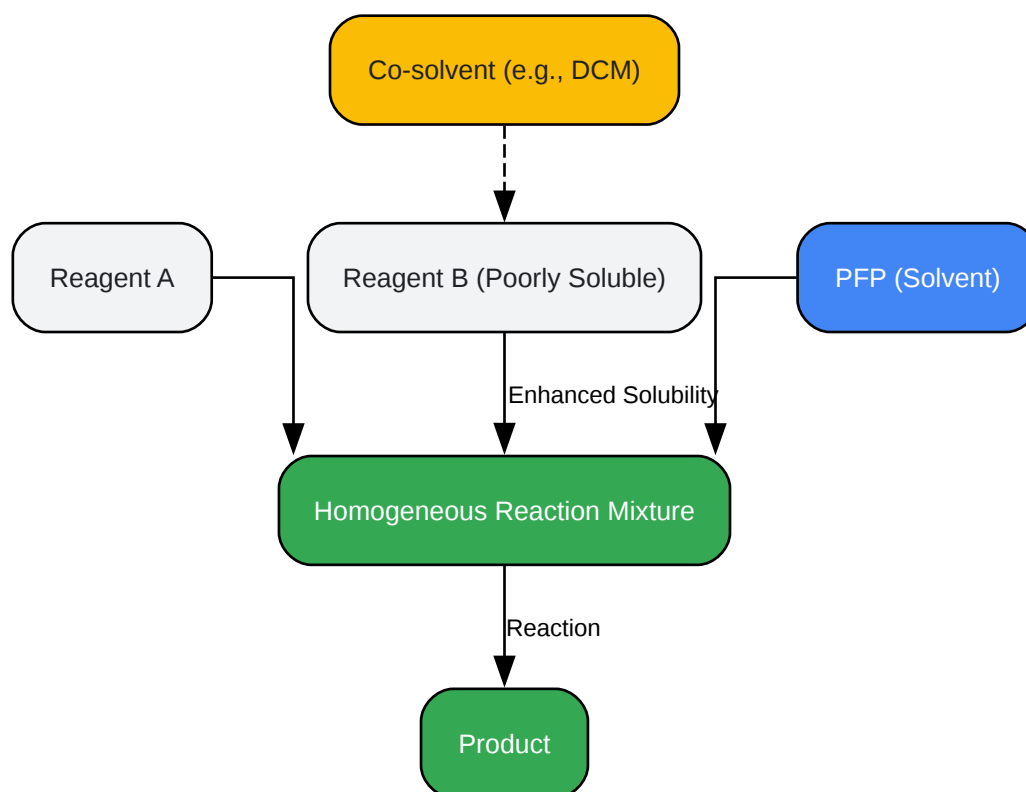 Co-solvent (e.g., DCM)
Reagent A
Reagent B (Poorly Soluble)
PFP (Solvent)
Enhanced Solubility
Homogeneous Reaction Mixture
Reaction
Product